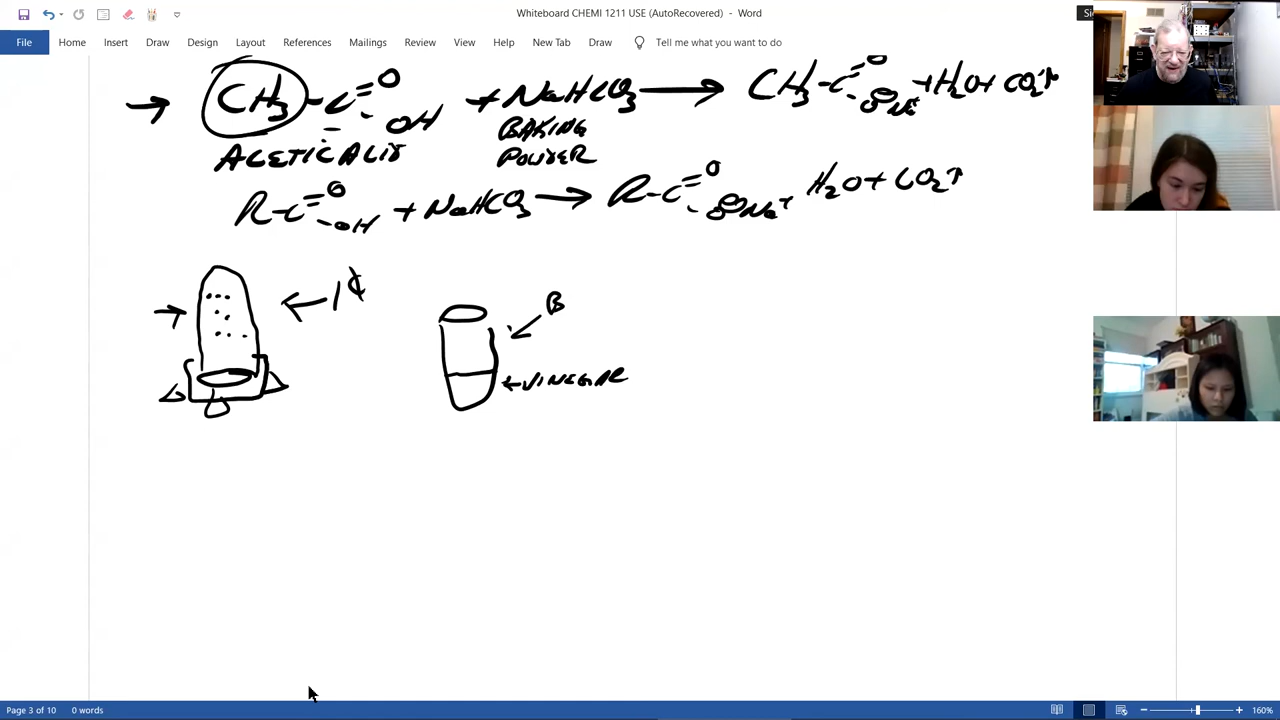 Whiteboard CHEMI 1211 USE (AutoRecovered) - Word
File Home Insert Draw Design Layout References Mailings Review View Help New Tab Draw Tell me what you want to do
→ CH3-C=O -OH + NaHCO3 → CH3-C=O -O⊖Na+ + H2O + CO2↑
ACETIC ACID BAKING
POWER
R-C=O -OH + NaHCO3 → R-C=O -O⊖Na+ H2O + CO2↑
→ ← 1¢ B
← VINEGAR
Page 3 of 10 0 words 160%